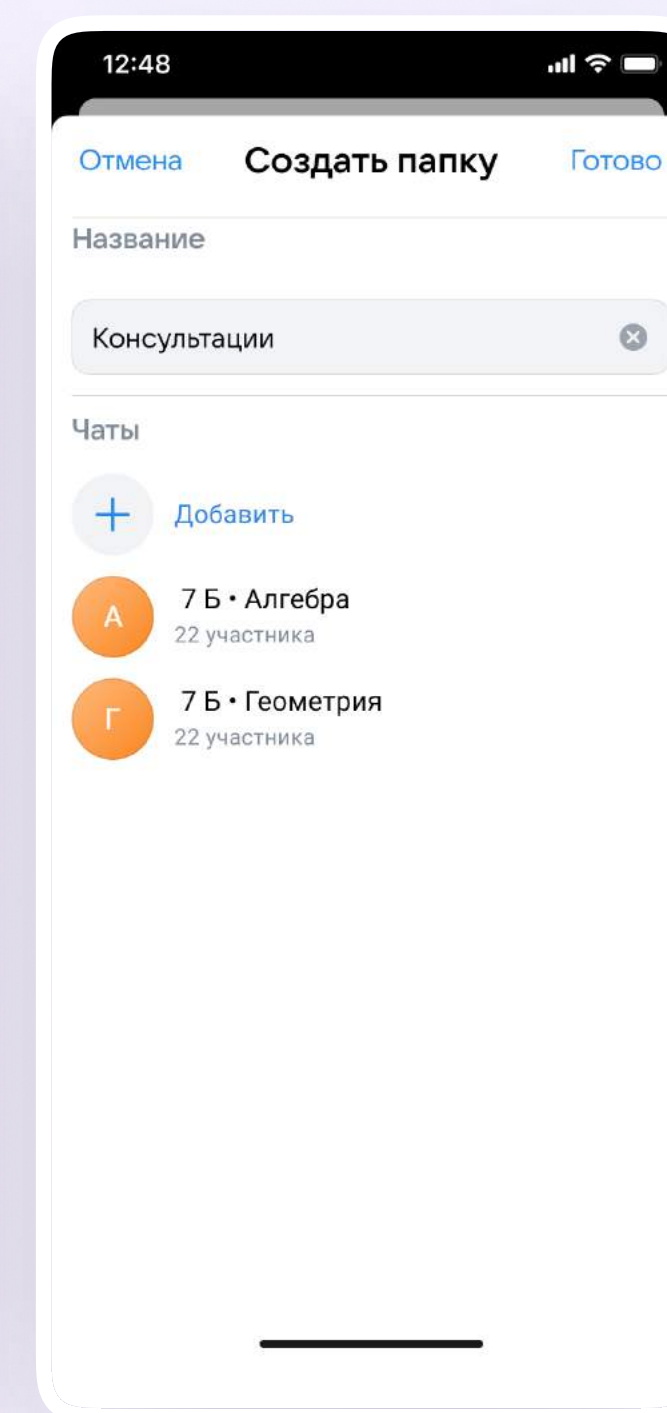 12:48
Отмена Создать папку Готово
Название
Консультации
Чаты
Добавить
А
7 Б • Алгебра
22 участника
Г
7 Б • Геометрия
22 участника